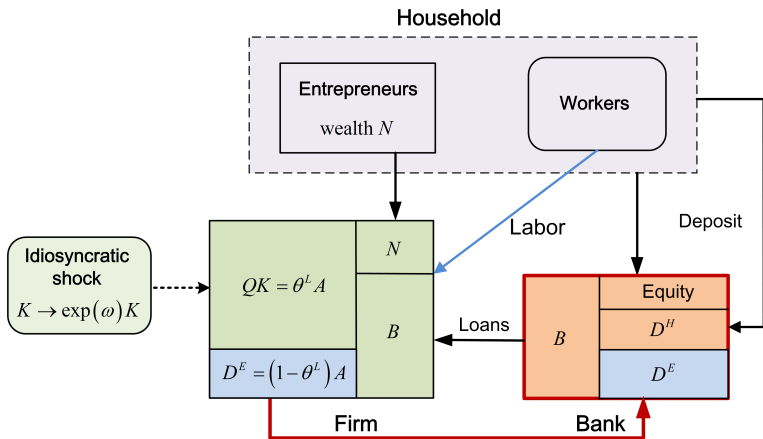 Household
Entrepreneurs
wealth N
Workers
Deposit
Labor
Idiosyncratic
shock
K → exp(ω)K
QK = θ^L A
N
B
D^E = (1−θ^L)A
Loans
B
Equity
D^H
D^E
Firm
Bank